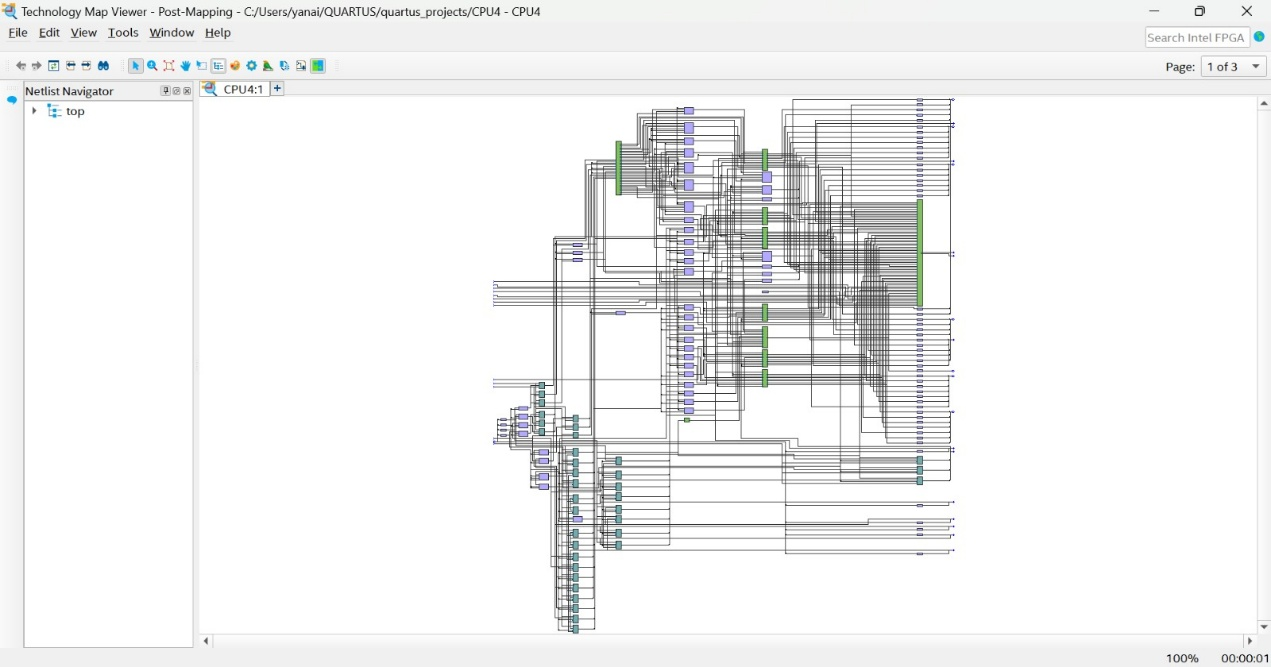 Technology Map Viewer - Post-Mapping - C:/Users/yanai/QUARTUS/quartus_projects/CPU4 - CPU4
File Edit View Tools Window Help
Search Intel FPGA
Page: 1 of 3
Netlist Navigator
CPU4:1
top
100% 00:00:01